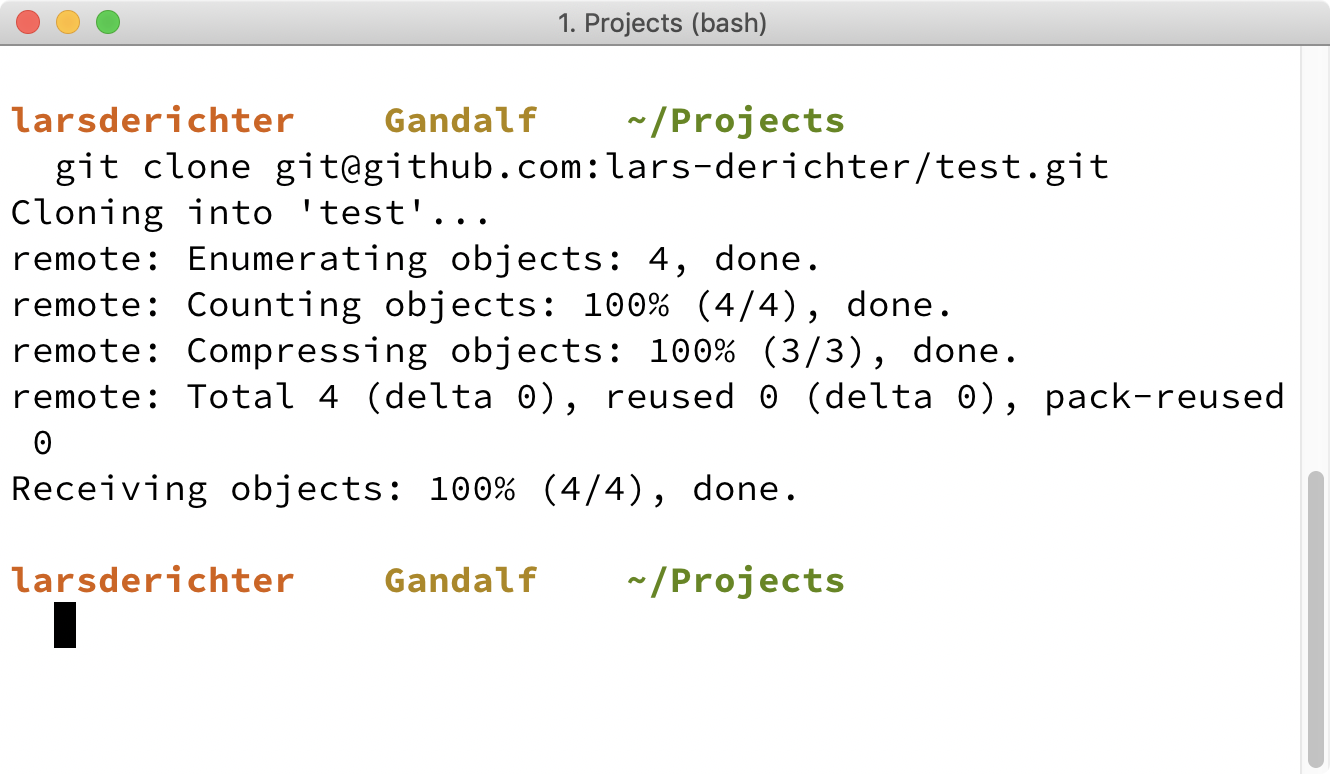 1. Projects (bash)
larsderichter Gandalf ~/Projects
git clone git@github.com:lars-derichter/test.git
Cloning into 'test'...
remote: Enumerating objects: 4, done.
remote: Counting objects: 100% (4/4), done.
remote: Compressing objects: 100% (3/3), done.
remote: Total 4 (delta 0), reused 0 (delta 0), pack-reused
0
Receiving objects: 100% (4/4), done.
larsderichter Gandalf ~/Projects